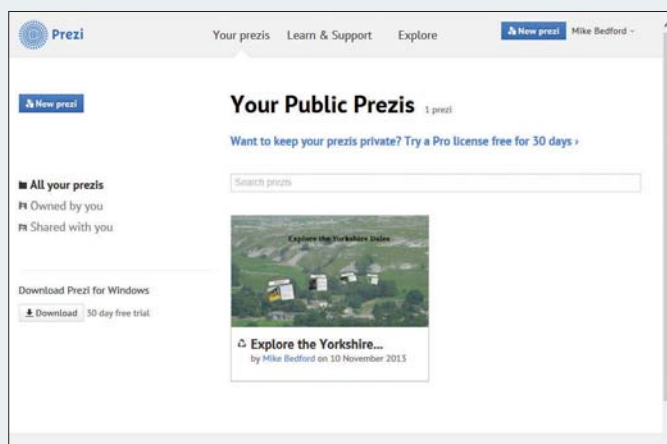 Prezi
Your prezis Learn & Support Explore
New prezi Mike Bedford
New prezi
Your Public Prezis 1 prezi
Want to keep your prezis private? Try a Pro license free for 30 days ›
Search prezis
All your prezis
Owned by you
Shared with you
Download Prezi for Windows
Download 30 day free trial
Explore the Yorkshire Dales
Explore the Yorkshire...
by Mike Bedford on 10 November 2013